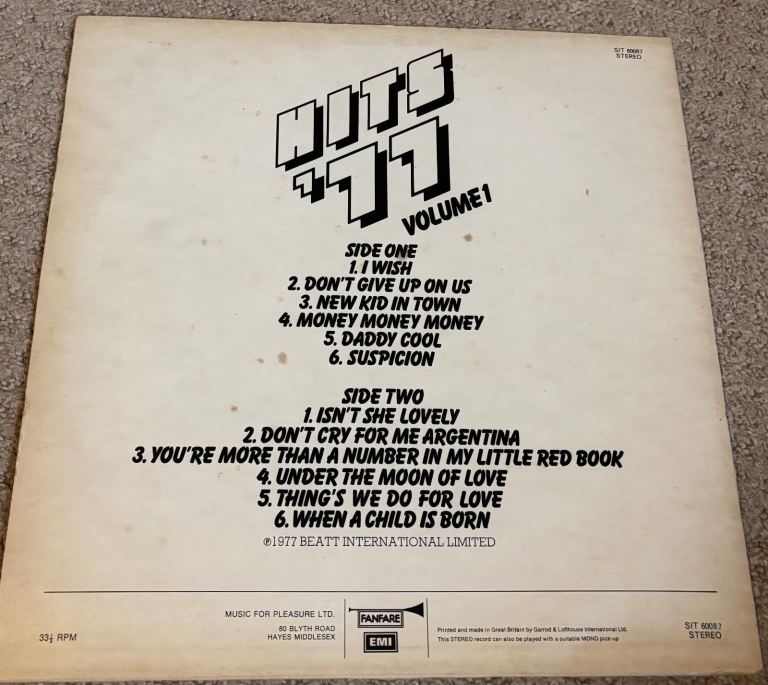 SIT 60087
STEREO
HITS
'77
VOLUME 1
SIDE ONE
1. I WISH
2. DON'T GIVE UP ON US
3. NEW KID IN TOWN
4. MONEY MONEY MONEY
5. DADDY COOL
6. SUSPICION
SIDE TWO
1. ISN'T SHE LOVELY
2. DON'T CRY FOR ME ARGENTINA
3. YOU'RE MORE THAN A NUMBER IN MY LITTLE RED BOOK
4. UNDER THE MOON OF LOVE
5. THING'S WE DO FOR LOVE
6. WHEN A CHILD IS BORN
℗1977 BEATT INTERNATIONAL LIMITED
33⅓ RPM
MUSIC FOR PLEASURE LTD.
80 BLYTH ROAD
HAYES MIDDLESEX
FANFARE
EMI
Printed and made in Great Britain by Garrod & Lofthouse International Ltd.
This STEREO record can also be played with a suitable MONO pick-up
SIT 60087
STEREO